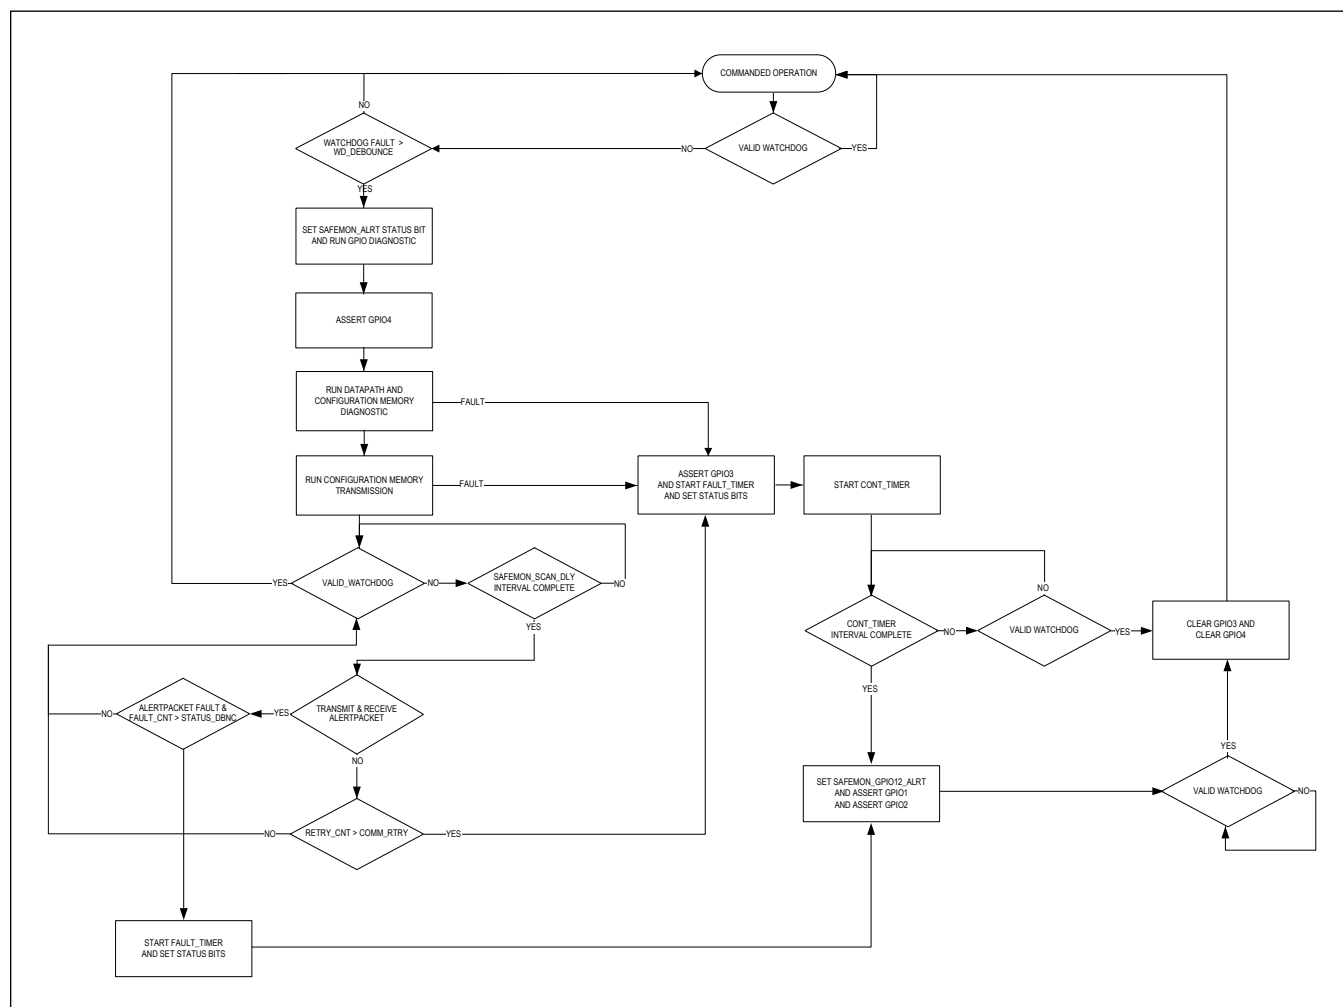 COMMANDED OPERATION
NO
WATCHDOG FAULT >
WD_DEBOUNCE
NO
VALID WATCHDOG
YES
YES
SET SAFEMON_ALRT STATUS BIT
AND RUN GPIO DIAGNOSTIC
ASSERT GPIO4
RUN DATAPATH AND
CONFIGURATION MEMORY
DIAGNOSTIC
FAULT
RUN CONFIGURATION MEMORY
TRANSMISSION
FAULT
ASSERT GPIO3
AND START FAULT_TIMER
AND SET STATUS BITS
START CONT_TIMER
YES
VALID_WATCHDOG
NO
SAFEMON_SCAN_DLY
INTERVAL COMPLETE
NO
YES
NO
CONT_TIMER
INTERVAL COMPLETE
NO
VALID WATCHDOG
YES
CLEAR GPIO3 AND
CLEAR GPIO4
YES
NO
ALERTPACKET FAULT &
FAULT_CNT > STATUS_DBNC
YES
TRANSMIT & RECEIVE
ALERTPACKET
NO
YES
SET SAFEMON_GPIO12_ALRT
AND ASSERT GPIO1
AND ASSERT GPIO2
VALID WATCHDOG
NO
NO
RETRY_CNT > COMM_RTRY
YES
START FAULT_TIMER
AND SET STATUS BITS